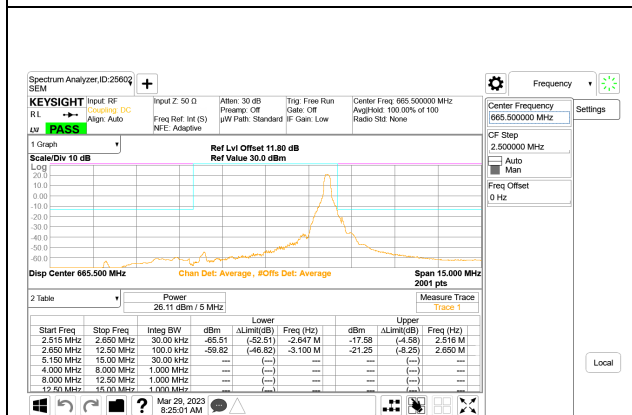 Spectrum Analyzer,ID:25602
SEM
Frequency
KEYSIGHT Input: RF Input Z: 50 Ω Atten: 30 dB Trig: Free Run Center Freq: 665.500000 MHz
RL Coupling: DC Preamp: Off Gate: Off Avg|Hold: 100.00% of 100
Align: Auto Freq Ref: Int (S) µW Path: Standard IF Gain: Low Radio Std: None
PASS NFE: Adaptive
Center Frequency
665.500000 MHz
Settings
CF Step
2.500000 MHz
Auto
Man
Freq Offset
0 Hz
1 Graph
Ref Lvl Offset 11.80 dB
Scale/Div 10 dB Ref Value 30.0 dBm
Log
20.0
10.0
0.00
-10.0
-20.0
-30.0
-40.0
-50.0
-60.0
Disp Center 665.500 MHz Chan Det: Average, #Offs Det: Average Span 15.000 MHz
2001 pts
2 Table Power Measure Trace
26.11 dBm / 5 MHz Trace 1
Lower Upper
Start Freq Stop Freq Integ BW dBm ΔLimit(dB) Freq (Hz) dBm ΔLimit(dB) Freq (Hz)
2.515 MHz 2.650 MHz 30.00 kHz -65.51 (-52.51) -2.647 M -17.58 (-4.58) 2.516 M
2.650 MHz 12.50 MHz 100.0 kHz -59.82 (-46.82) -3.100 M -21.25 (-8.25) 2.650 M
5.150 MHz 15.00 MHz 30.00 kHz --- (---) --- (---)
4.000 MHz 8.000 MHz 1.000 MHz --- (---) --- (---)
8.000 MHz 12.50 MHz 1.000 MHz --- (---) --- (---)
12.50 MHz 15.00 MHz 1.000 MHz --- (---) --- (---)
Local
? Mar 29, 2023
8:25:01 AM